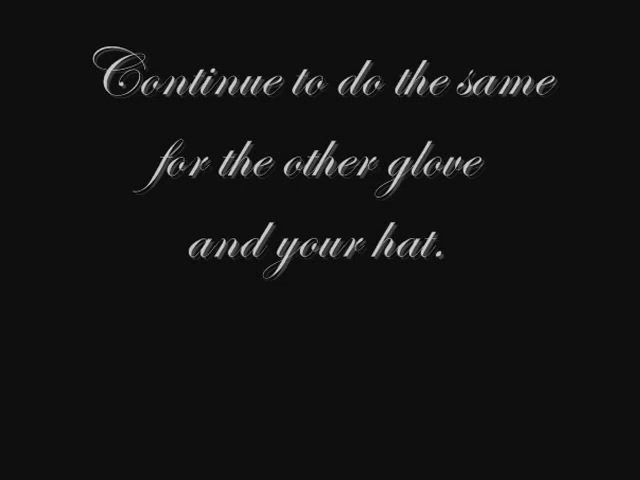 Continue to do the same
for the other glove
and your hat.